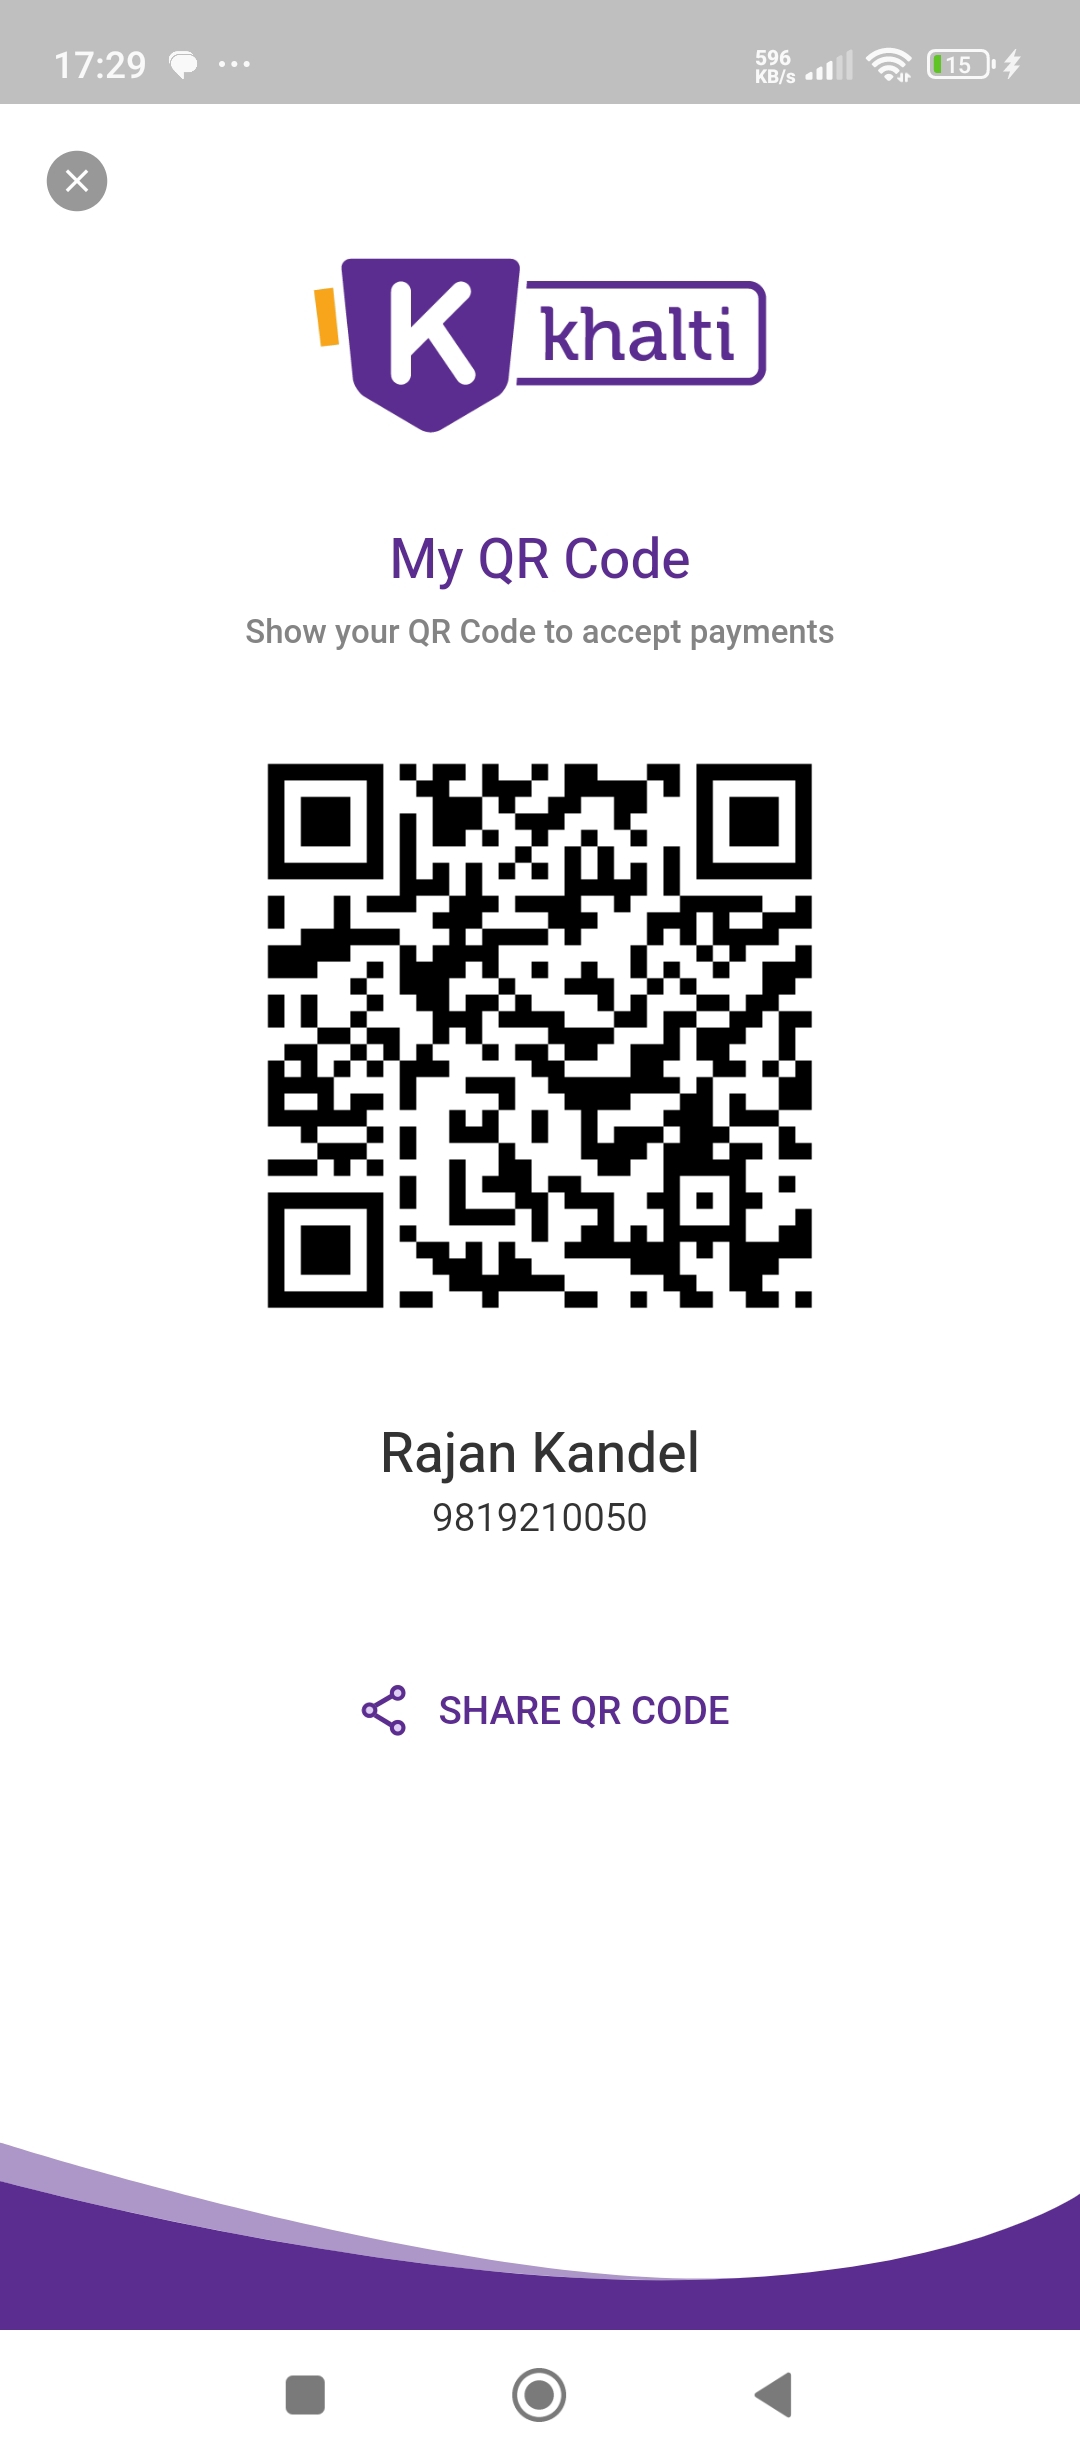 17:29
596
KB/s
15
K khalti
My QR Code
Show your QR Code to accept payments
Rajan Kandel
9819210050
SHARE QR CODE